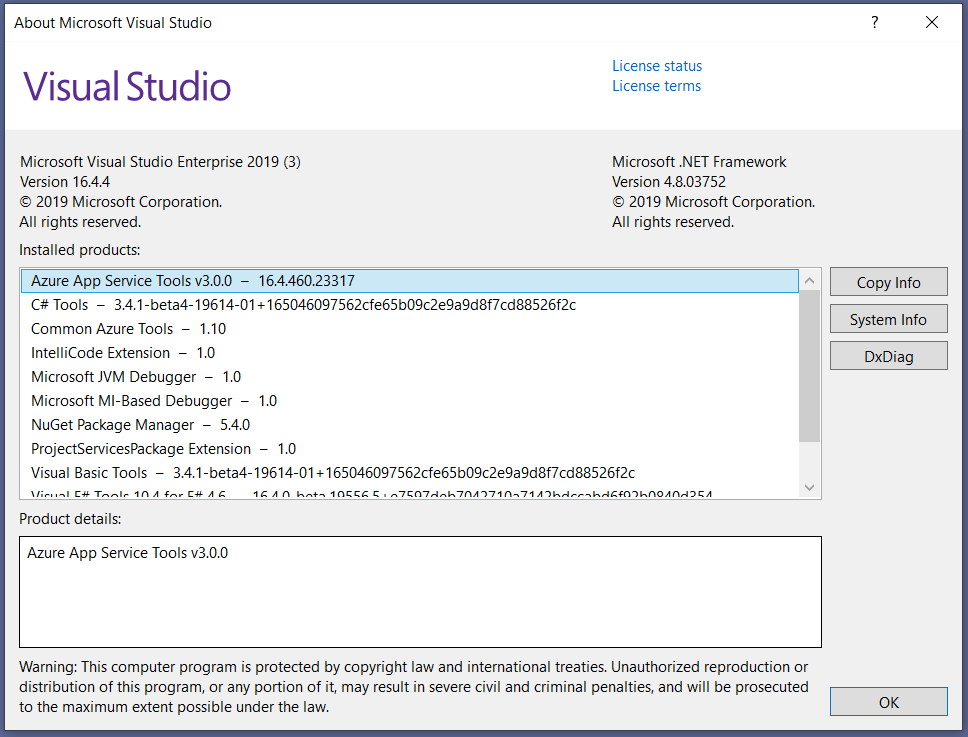 About Microsoft Visual Studio
?
Visual Studio
License status
License terms
Microsoft Visual Studio Enterprise 2019 (3)
Version 16.4.4
© 2019 Microsoft Corporation.
All rights reserved.
Microsoft .NET Framework
Version 4.8.03752
© 2019 Microsoft Corporation.
All rights reserved.
Installed products:
Azure App Service Tools v3.0.0 – 16.4.460.23317
C# Tools – 3.4.1-beta4-19614-01+165046097562cfe65b09c2e9a9d8f7cd88526f2c
Common Azure Tools – 1.10
IntelliCode Extension – 1.0
Microsoft JVM Debugger – 1.0
Microsoft MI-Based Debugger – 1.0
NuGet Package Manager – 5.4.0
ProjectServicesPackage Extension – 1.0
Visual Basic Tools – 3.4.1-beta4-19614-01+165046097562cfe65b09c2e9a9d8f7cd88526f2c
Visual F# Tools 10.4 for F# 4.6 –
Copy Info
System Info
DxDiag
Product details:
Azure App Service Tools v3.0.0
Warning: This computer program is protected by copyright law and international treaties. Unauthorized reproduction or
distribution of this program, or any portion of it, may result in severe civil and criminal penalties, and will be prosecuted
to the maximum extent possible under the law.
OK